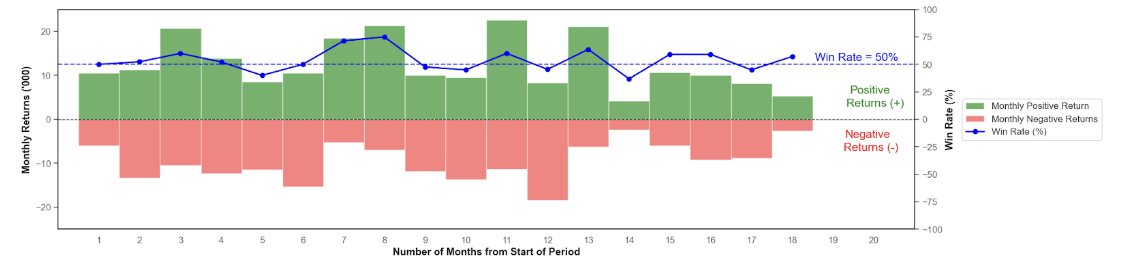 100
20
75
Win Rate = 50%
50
10
25
Positive
Returns (+)
Monthly Returns ('000)
0
0
Win Rate (%)
Monthly Positive Return
Monthly Negative Returns
Win Rate (%)
Negative
Returns (-)
−25
−10
−50
−75
−20
−100
1 2 3 4 5 6 7 8 9 10 11 12 13 14 15 16 17 18 19 20
Number of Months from Start of Period